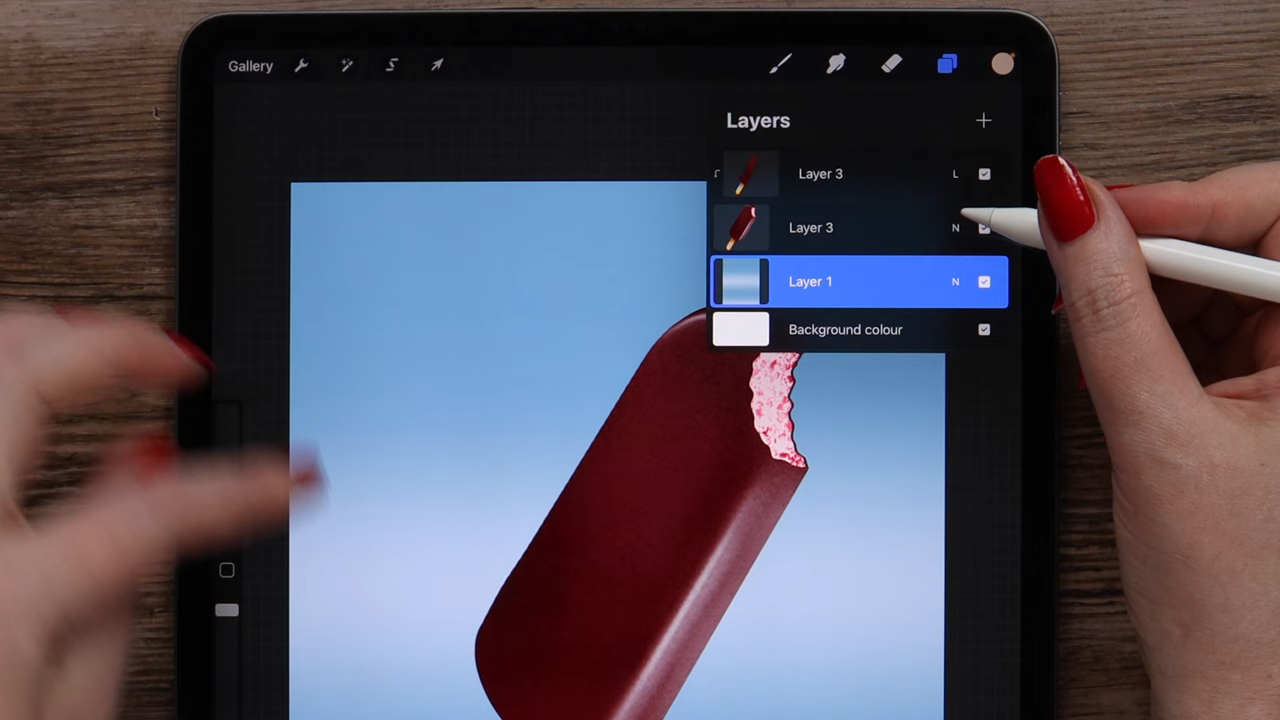 Gallery
Layers
Layer 3 L
Layer 3 N
Layer 1 N
Background colour